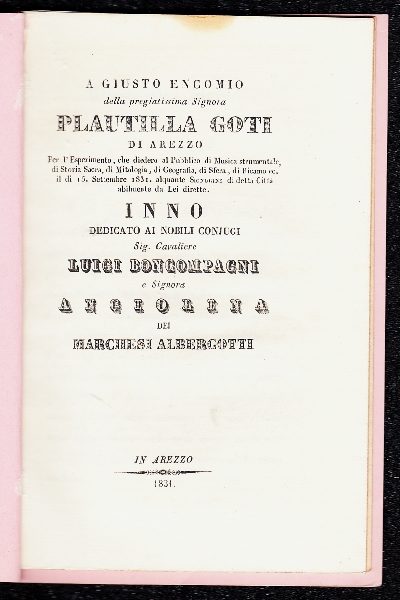 A GIUSTO ENCOMIO
della pregiatissima Signora
PLAUTILLA GOTI
DI AREZZO
Per l'Esperimento, che diedero al Pubblico di Musica strumentale,
di Storia Sacra, di Mitologia, di Geografia, di Sfera, di Ricamo ec.
il dì 15. Settembre 1831. alquante SIGNORINE di detta Città
abilmente da Lei dirette.
INNO
DEDICATO AI NOBILI CONJUGI
Sig. Cavaliere
LUIGI BONCOMPAGNI
e Signora
ANGIOLINA
DEI
MARCHESI ALBERGOTTI
IN AREZZO
1831.